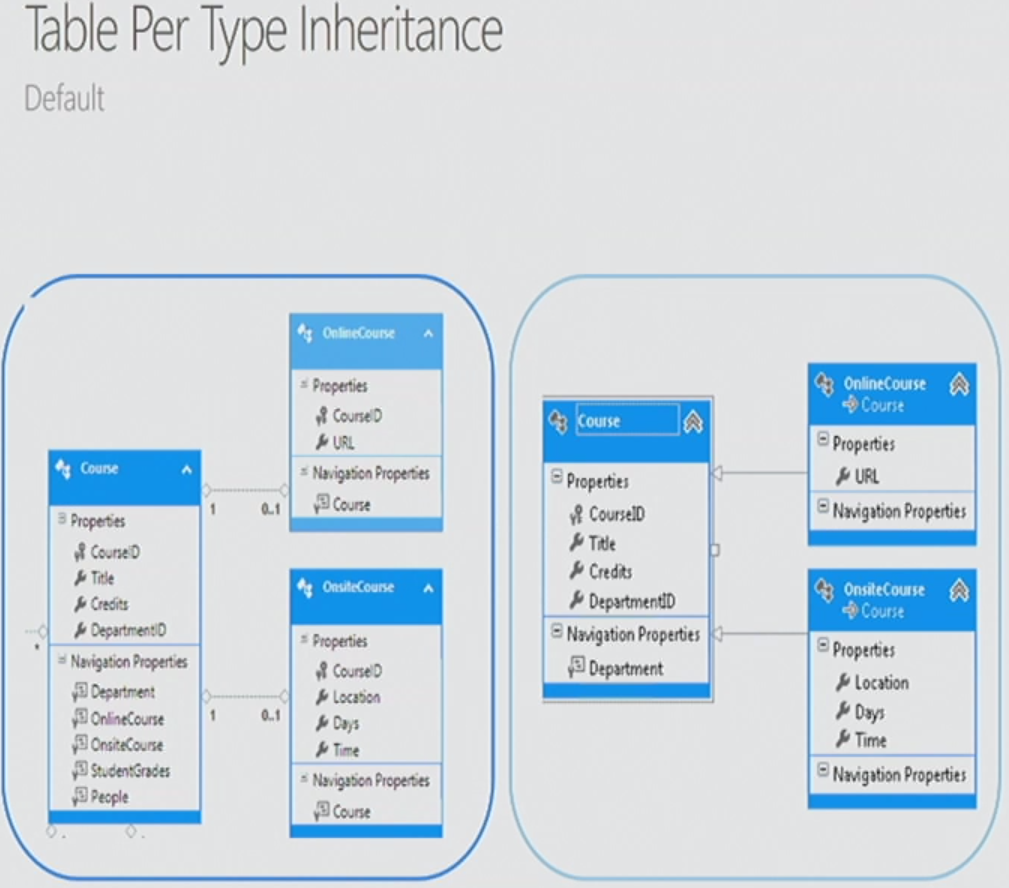 Table Per Type Inheritance
Default
OnlineCourse
Properties
CourseID
URL
Navigation Properties
Course
Course
Properties
CourseID
Title
Credits
DepartmentID
Navigation Properties
Department
OnlineCourse
OnsiteCourse
StudentGrades
People
1
0..1
1
0..1
*
OnsiteCourse
Properties
CourseID
Location
Days
Time
Navigation Properties
Course
Course
Properties
CourseID
Title
Credits
DepartmentID
Navigation Properties
Department
OnlineCourse
Course
Properties
URL
Navigation Properties
OnsiteCourse
Course
Properties
Location
Days
Time
Navigation Properties